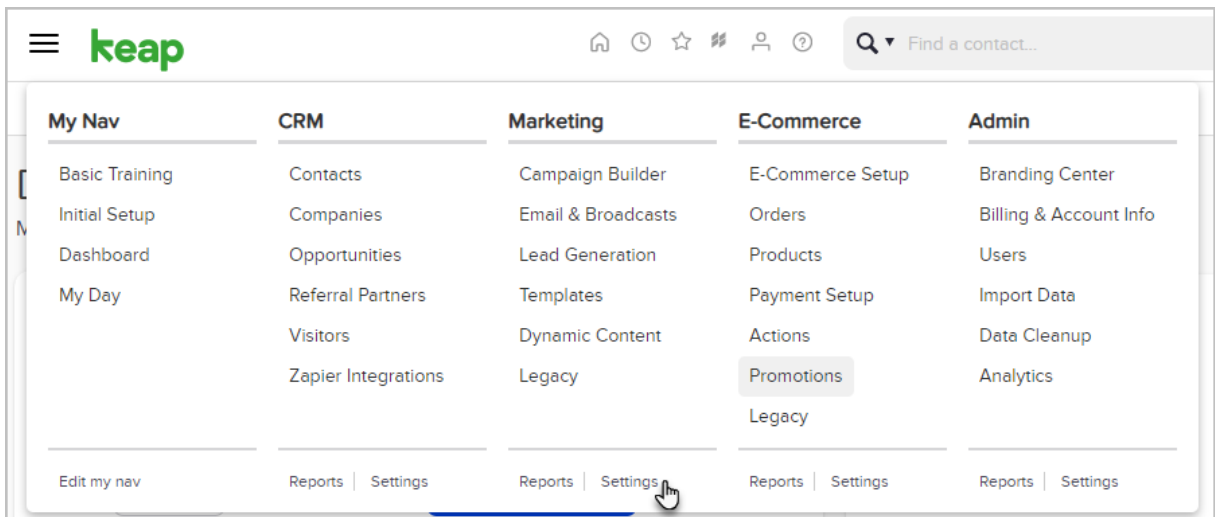 keap
Find a contact...
My Nav
Basic Training
Initial Setup
Dashboard
My Day
Edit my nav
CRM
Contacts
Companies
Opportunities
Referral Partners
Visitors
Zapier Integrations
Reports | Settings
Marketing
Campaign Builder
Email & Broadcasts
Lead Generation
Templates
Dynamic Content
Legacy
Reports | Settings
E-Commerce
E-Commerce Setup
Orders
Products
Payment Setup
Actions
Promotions
Legacy
Reports | Settings
Admin
Branding Center
Billing & Account Info
Users
Import Data
Data Cleanup
Analytics
Reports | Settings